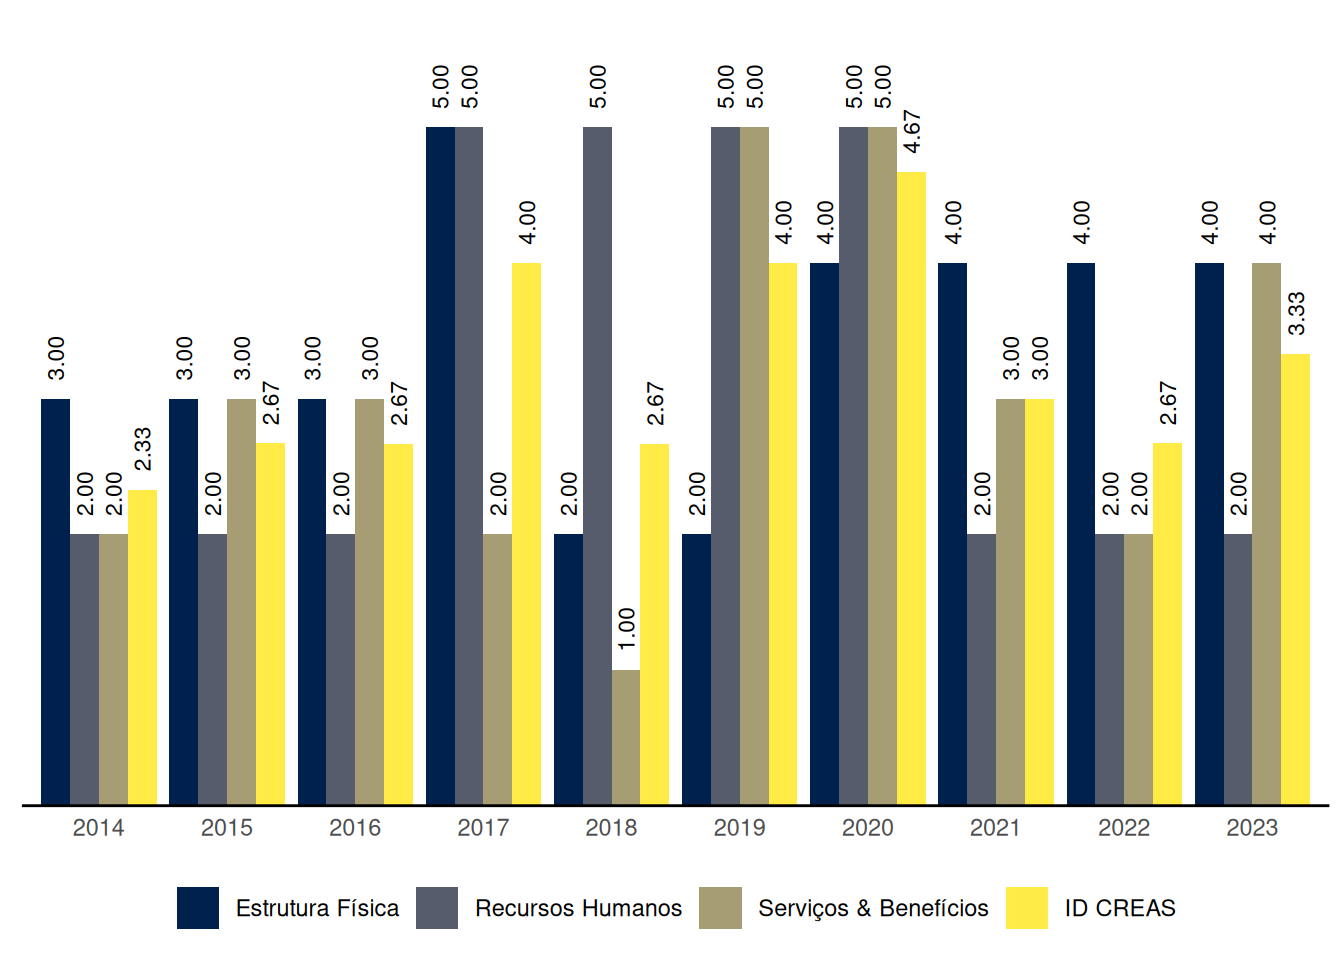 5.00 5.00 5.00 5.00 5.00 5.00 5.00
4.67
4.00 4.00 4.00 4.00 4.00 4.00 4.00
3.33
3.00 3.00 3.00 3.00 3.00 3.00 3.00
2.67 2.67 2.67 2.67
2.33
2.00 2.00 2.00 2.00 2.00 2.00 2.00 2.00 2.00 2.00 2.00
1.00
2014 2015 2016 2017 2018 2019 2020 2021 2022 2023
Estrutura Física Recursos Humanos Serviços & Benefícios ID CREAS